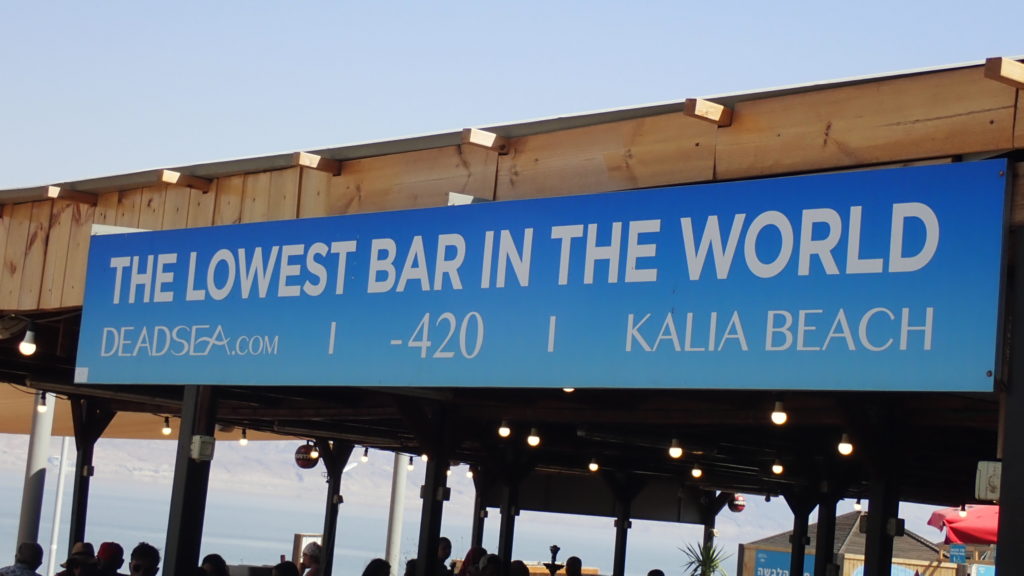 THE LOWEST BAR IN THE WORLD
DEADSEA.COM | -420 | KALIA BEACH